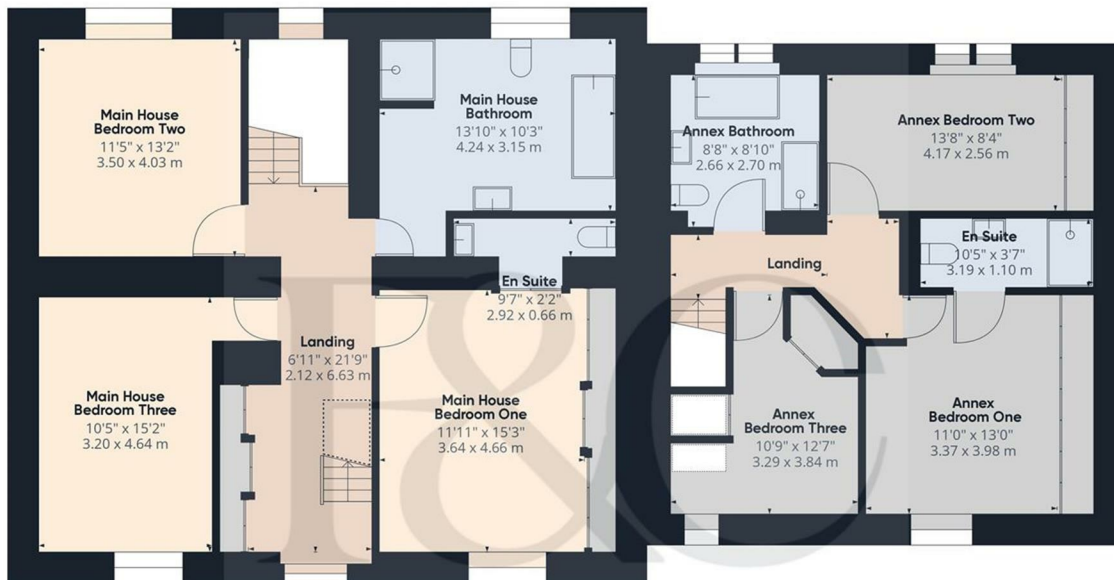 Main House
Bedroom Two
11'5" x 13'2"
3.50 x 4.03 m
Main House
Bathroom
13'10" x 10'3"
4.24 x 3.15 m
Annex Bathroom
8'8" x 8'10"
2.66 x 2.70 m
Annex Bedroom Two
13'8" x 8'4"
4.17 x 2.56 m
En Suite
10'5" x 3'7"
3.19 x 1.10 m
Landing
En Suite
9'7" x 2'2"
2.92 x 0.66 m
Landing
6'11" x 21'9"
2.12 x 6.63 m
Main House
Bedroom Three
10'5" x 15'2"
3.20 x 4.64 m
Main House
Bedroom One
11'11" x 15'3"
3.64 x 4.66 m
Annex
Bedroom Three
10'9" x 12'7"
3.29 x 3.84 m
Annex
Bedroom One
11'0" x 13'0"
3.37 x 3.98 m
F&C